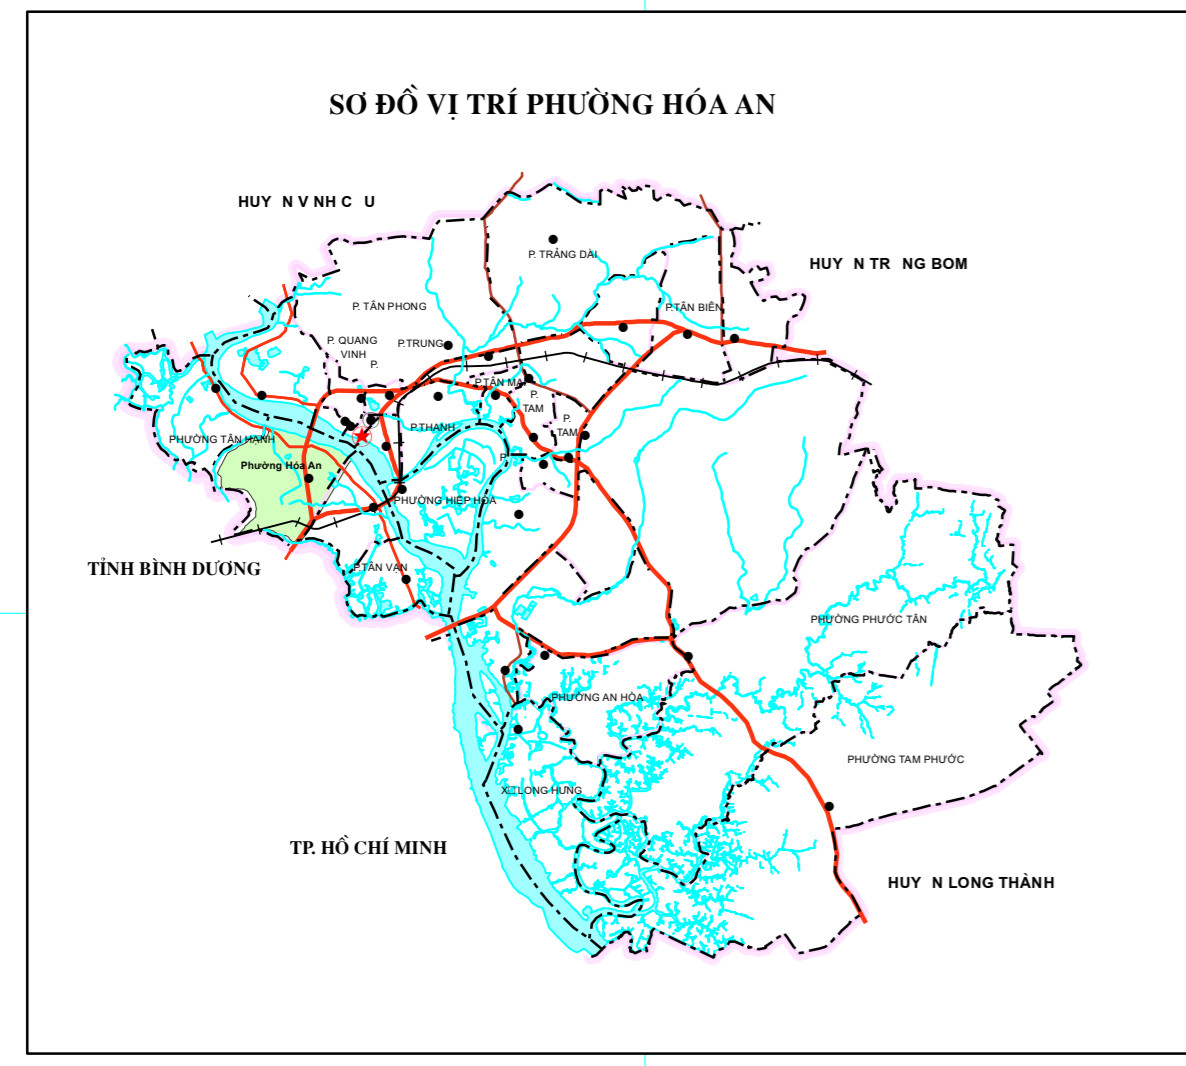 SƠ ĐỒ VỊ TRÍ PHƯỜNG HÓA AN
HUY N V NH C U
P. TRẢNG DÀI
HUY N TR NG BOM
P. TÂN PHONG
P.TÂN BIÊN
P. QUANG
VINH
P.TRUNG
P.
P.TÂN MAI
P.
TAM
P.
TAM
P.THANH
PHƯỜNG TÂN HẠNH
Phường Hóa An
P
PHƯỜNG HIỆP HÒA
TỈNH BÌNH DƯƠNG
P.TÂN VẠN
PHƯỜNG PHƯỚC TÂN
PHƯỜNG AN HÒA
PHƯỜNG TAM PHƯỚC
LONG HƯNG
TP. HỒ CHÍ MINH
HUY N LONG THÀNH